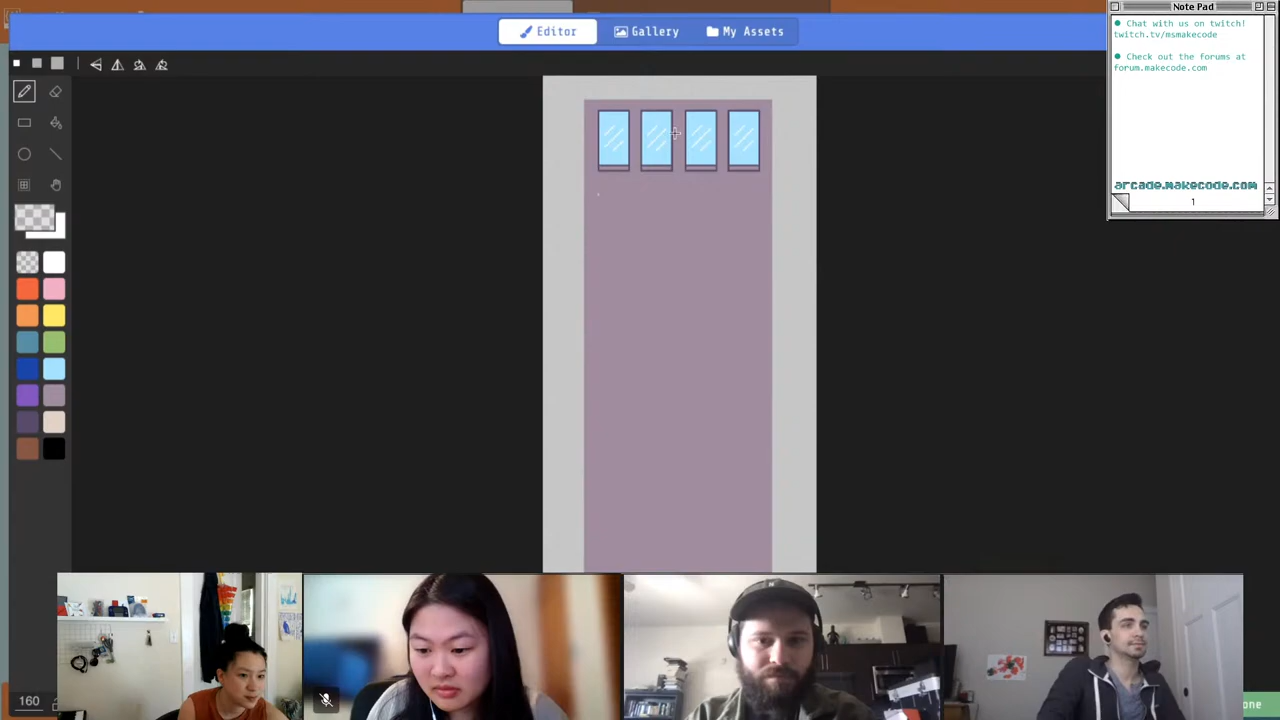 Note Pad
Chat with us on twitch!
twitch.tv/msmakecode
Check out the forums at
forum.makecode.com
arcade.makecode.com
1
Editor
Gallery
My Assets
160
one